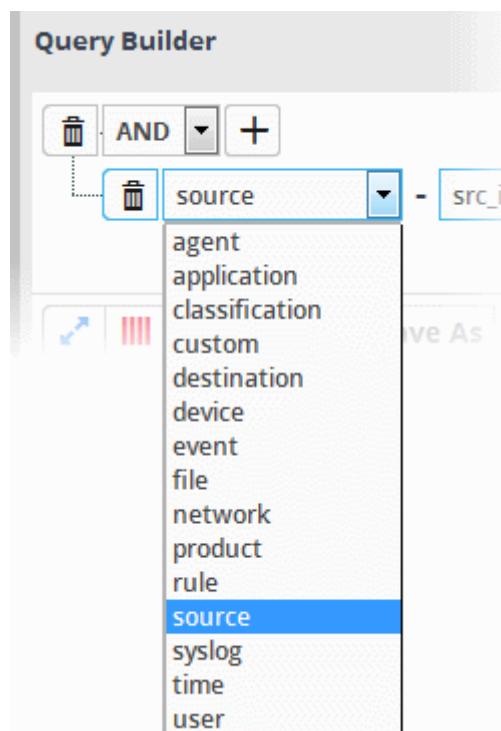 Query Builder
AND +
source - src_i
agent
application
classification
custom
destination
device
event
file
network
product
rule
source
syslog
time
user
ve As